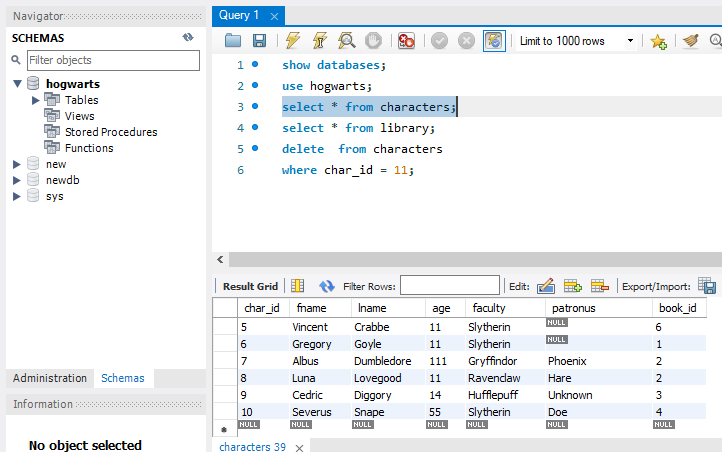 Navigator
SCHEMAS
Filter objects
hogwarts
Tables
Views
Stored Procedures
Functions
new
newdb
sys
Administration Schemas
Information
No object selected
Query 1
Limit to 1000 rows
1 show databases;
2 use hogwarts;
3 select * from characters;
4 select * from library;
5 delete  from characters
6 where char_id = 11;
Result Grid Filter Rows: Edit: Export/Import:
char_id fname lname age faculty patronus book_id
5 Vincent Crabbe 11 Slytherin NULL 6
6 Gregory Goyle 11 Slytherin NULL 1
7 Albus Dumbledore 111 Gryffindor Phoenix 2
8 Luna Lovegood 11 Ravenclaw Hare 2
9 Cedric Diggory 14 Hufflepuff Unknown 3
10 Severus Snape 55 Slytherin Doe 4
NULL NULL NULL NULL NULL NULL NULL
characters 39